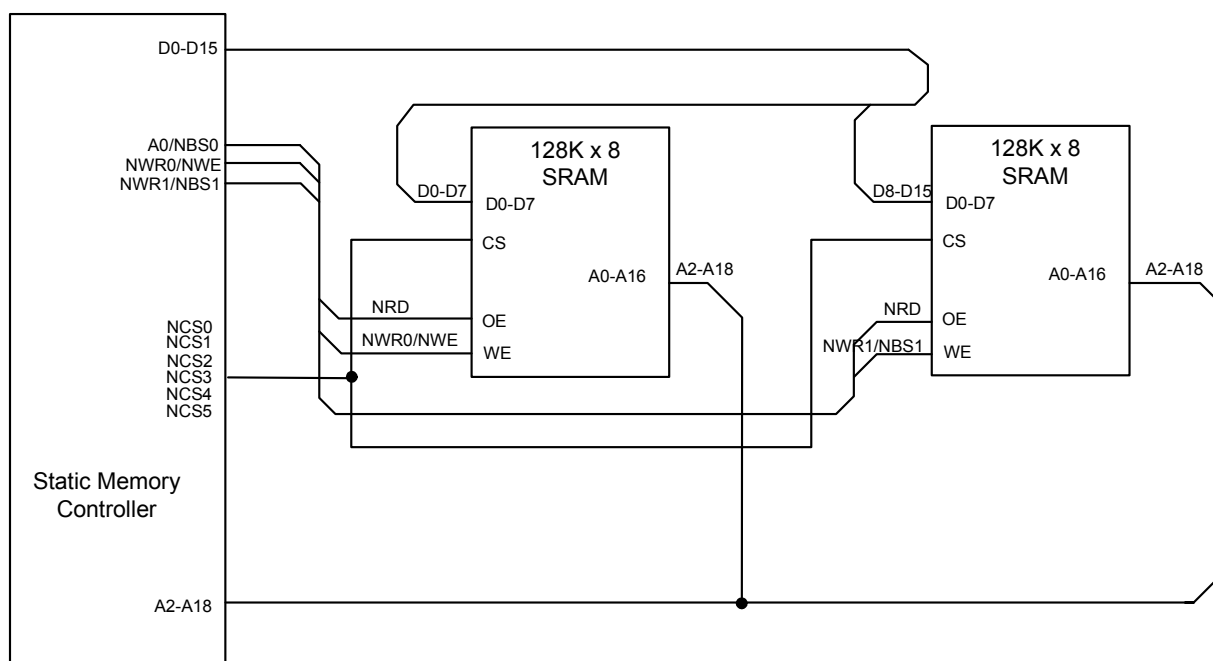 D0-D15
A0/NBS0
NWR0/NWE
NWR1/NBS1
NCS0
NCS1
NCS2
NCS3
NCS4
NCS5
Static Memory
Controller
A2-A18
128K x 8
SRAM
D0-D7
D0-D7
CS
A0-A16
A2-A18
NRD
OE
NWR0/NWE
WE
128K x 8
SRAM
D8-D15
D0-D7
CS
A0-A16
A2-A18
NRD
OE
NWR1/NBS1
WE